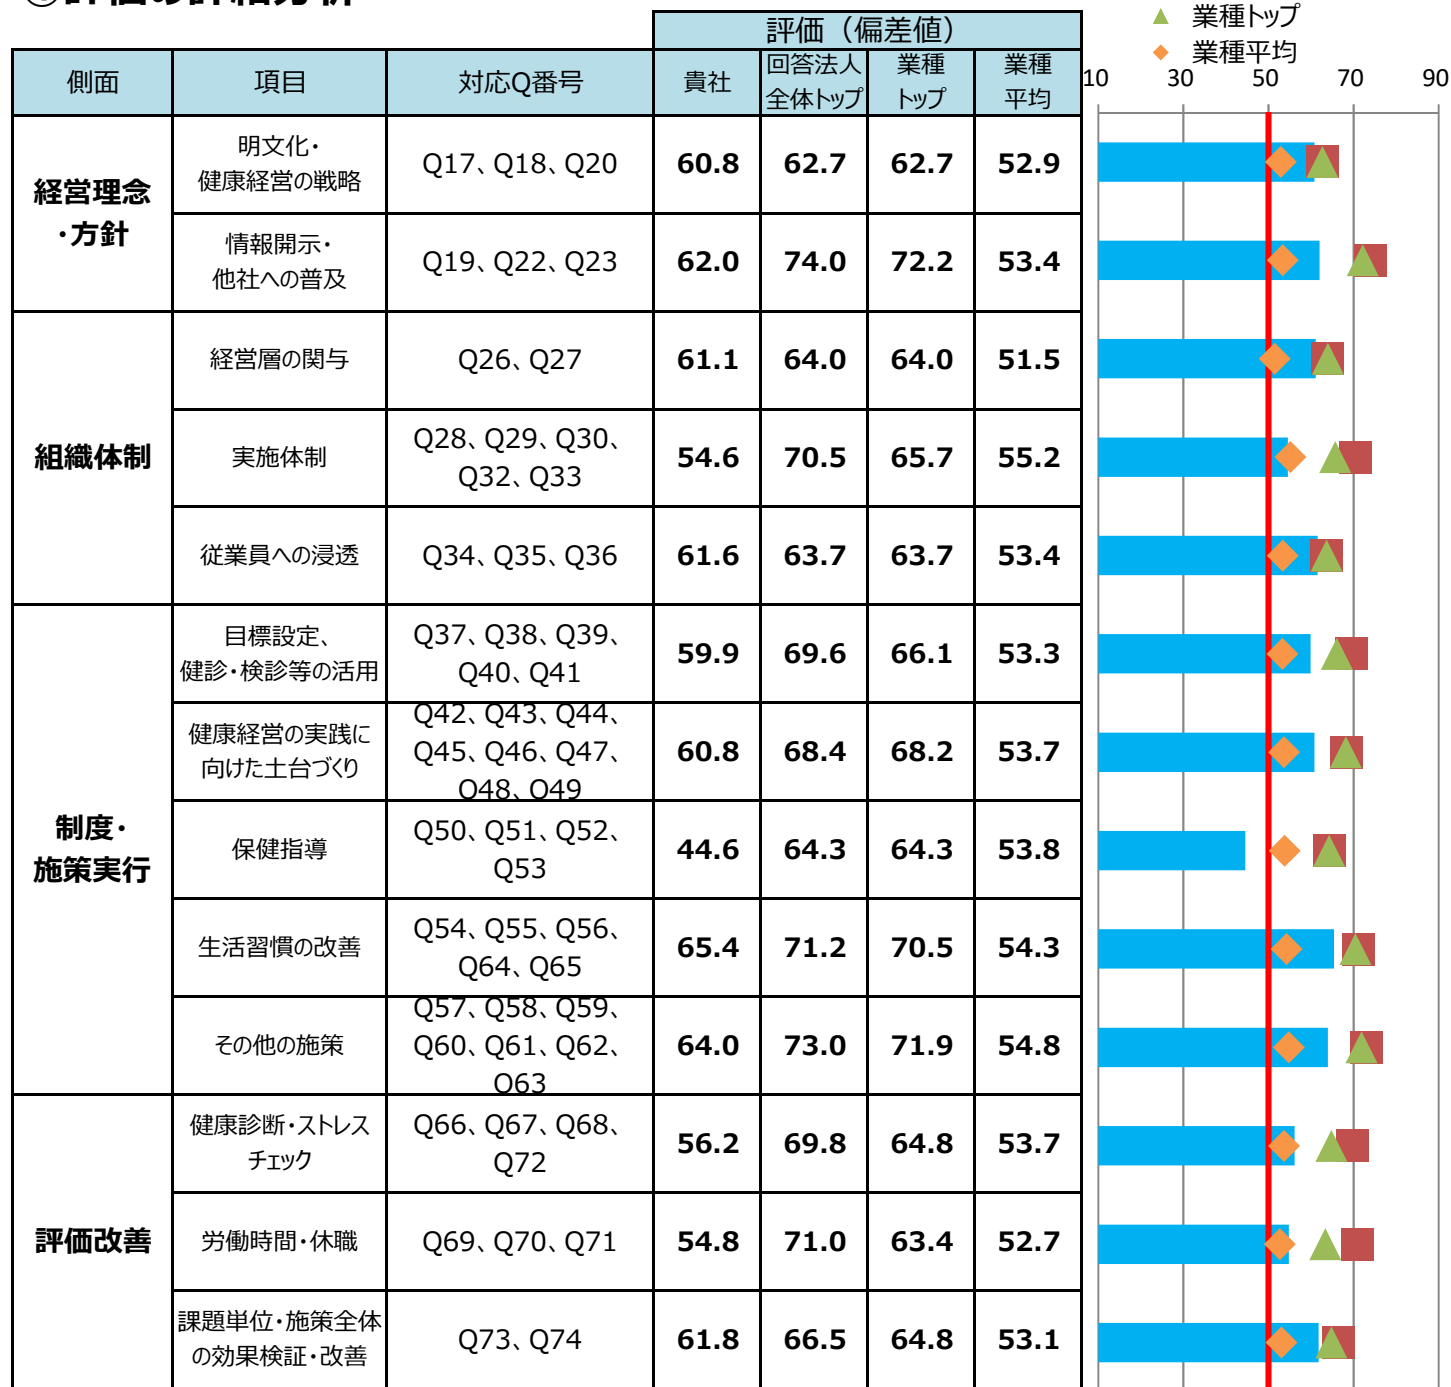 ①評価の詳細分析
▲ 業種トップ
◆ 業種平均
評価（偏差値）
側面 項目 対応Q番号 貴社 回答法人 業種 業種
全体トップ トップ 平均
10 30 50 70 90
経営理念
・方針
明文化・
健康経営の戦略
Q17、Q18、Q20 60.8 62.7 62.7 52.9
情報開示・
他社への普及
Q19、Q22、Q23 62.0 74.0 72.2 53.4
組織体制
経営層の関与 Q26、Q27 61.1 64.0 64.0 51.5
実施体制
Q28、Q29、Q30、
Q32、Q33
54.6 70.5 65.7 55.2
従業員への浸透 Q34、Q35、Q36 61.6 63.7 63.7 53.4
制度・
施策実行
目標設定、
健診・検診等の活用
Q37、Q38、Q39、
Q40、Q41
59.9 69.6 66.1 53.3
健康経営の実践に
向けた土台づくり
Q42、Q43、Q44、
Q45、Q46、Q47、
Q48、Q49
60.8 68.4 68.2 53.7
保健指導
Q50、Q51、Q52、
Q53
44.6 64.3 64.3 53.8
生活習慣の改善
Q54、Q55、Q56、
Q64、Q65
65.4 71.2 70.5 54.3
その他の施策
Q57、Q58、Q59、
Q60、Q61、Q62、
Q63
64.0 73.0 71.9 54.8
評価改善
健康診断・ストレス
チェック
Q66、Q67、Q68、
Q72
56.2 69.8 64.8 53.7
労働時間・休職 Q69、Q70、Q71 54.8 71.0 63.4 52.7
課題単位・施策全体
の効果検証・改善
Q73、Q74 61.8 66.5 64.8 53.1